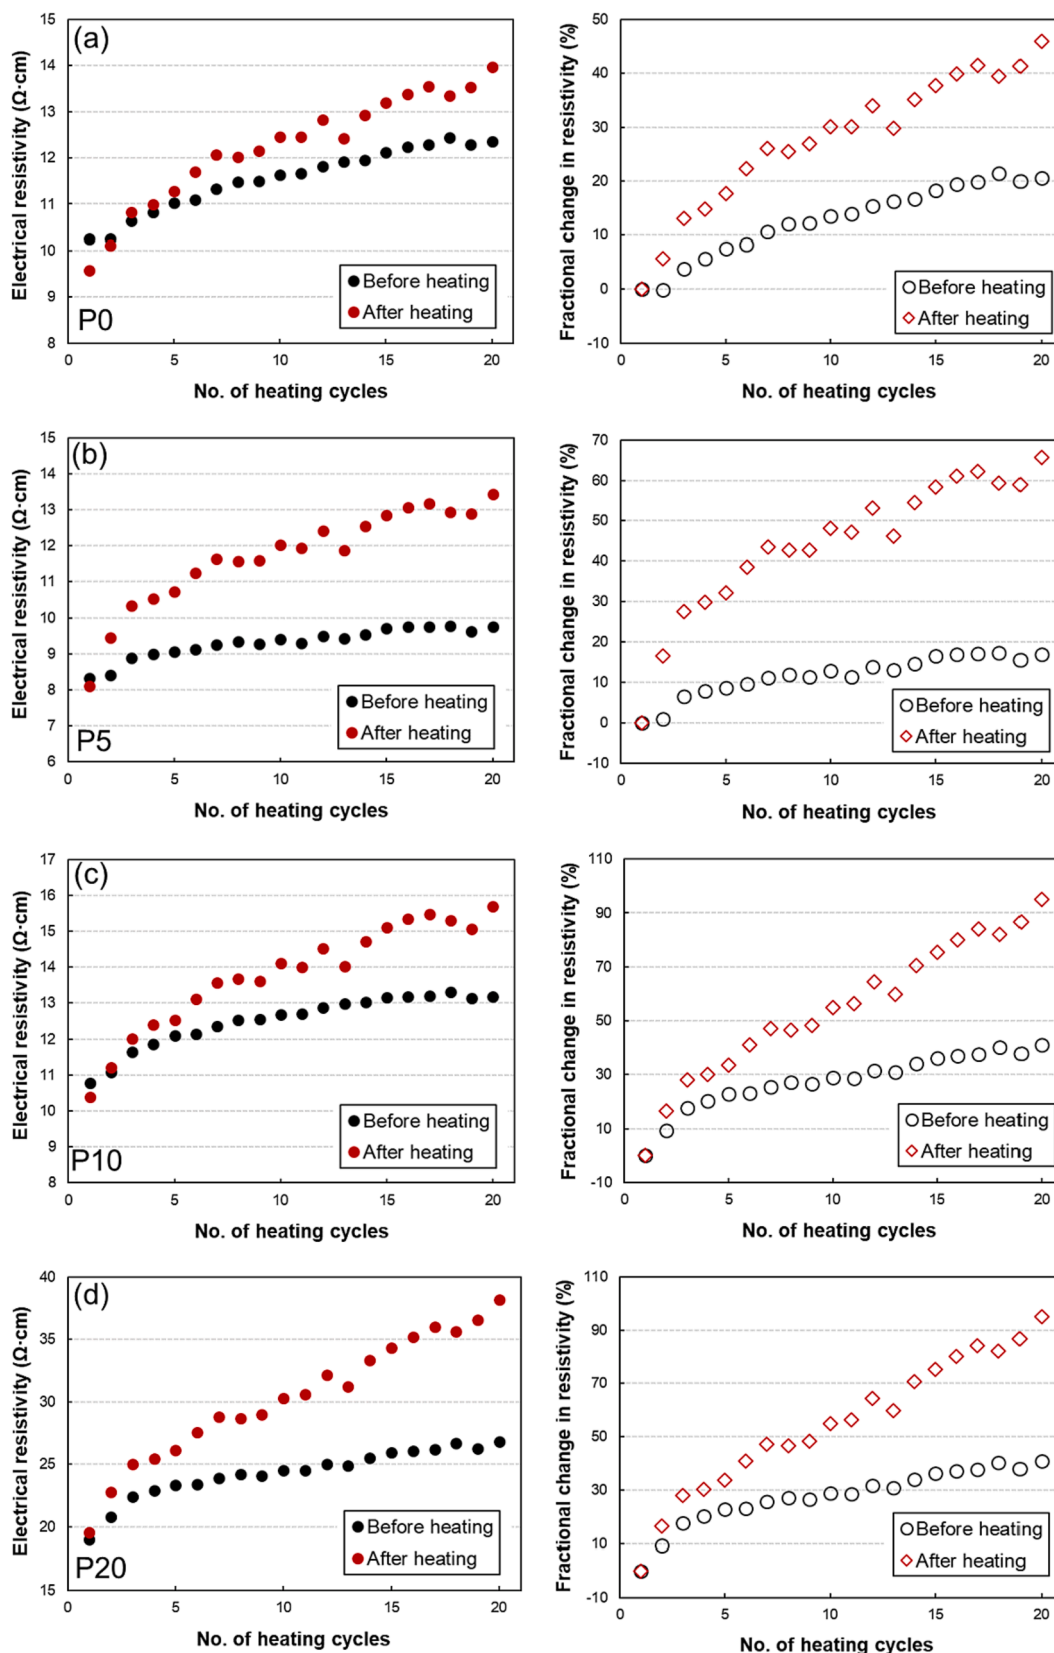 (a)
Electrical resistivity (Ω·cm)
15
14
13
12
11
10
9
8
Before heating
After heating
P0
0 5 10 15 20
No. of heating cycles
Fractional change in resistivity (%)
50
40
30
20
10
0
-10
Before heating
After heating
0 5 10 15 20
No. of heating cycles
(b)
Electrical resistivity (Ω·cm)
15
14
13
12
11
10
9
8
7
6
Before heating
After heating
P5
0 5 10 15 20
No. of heating cycles
Fractional change in resistivity (%)
70
60
50
40
30
20
10
0
-10
Before heating
After heating
0 5 10 15 20
No. of heating cycles
(c)
Electrical resistivity (Ω·cm)
17
16
15
14
13
12
11
10
9
8
Before heating
After heating
P10
0 5 10 15 20
No. of heating cycles
Fractional change in resistivity (%)
110
90
70
50
30
10
-10
Before heating
After heating
0 5 10 15 20
No. of heating cycles
(d)
Electrical resistivity (Ω·cm)
40
35
30
25
20
15
Before heating
After heating
P20
0 5 10 15 20
No. of heating cycles
Fractional change in resistivity (%)
110
90
70
50
30
10
-10
Before heating
After heating
0 5 10 15 20
No. of heating cycles